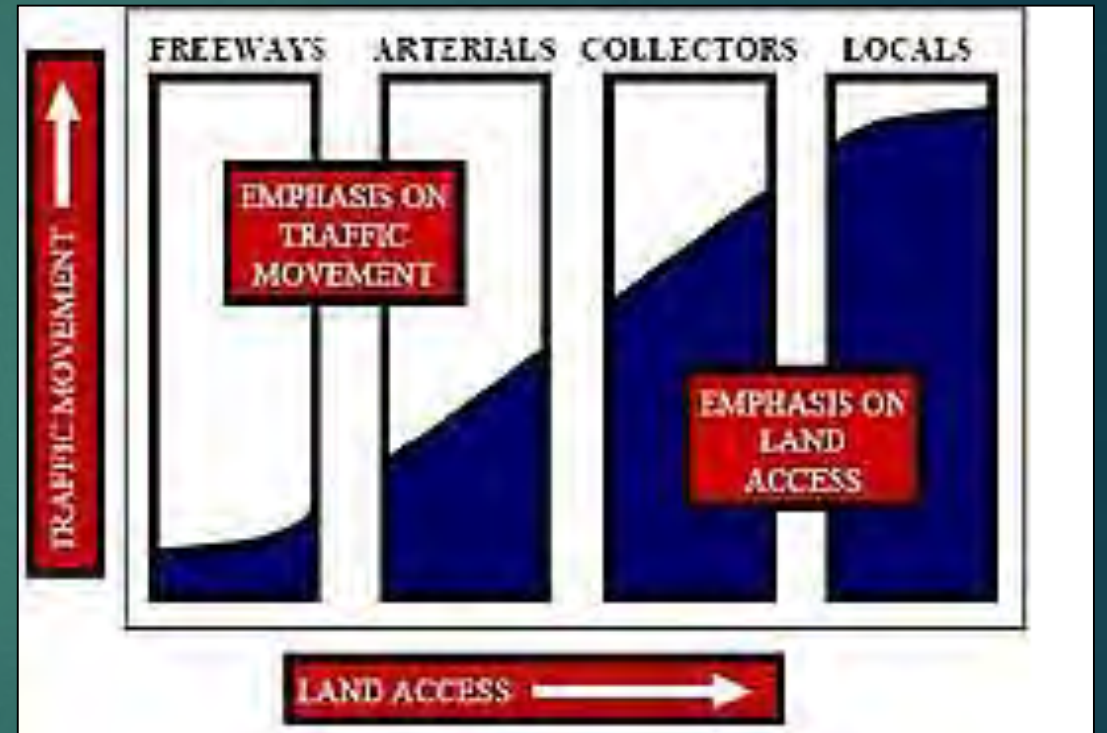 FREEWAYS ARTERIALS COLLECTORS LOCALS
EMPHASIS ON
TRAFFIC
MOVEMENT
TRAFFIC MOVEMENT
EMPHASIS ON
LAND
ACCESS
LAND ACCESS